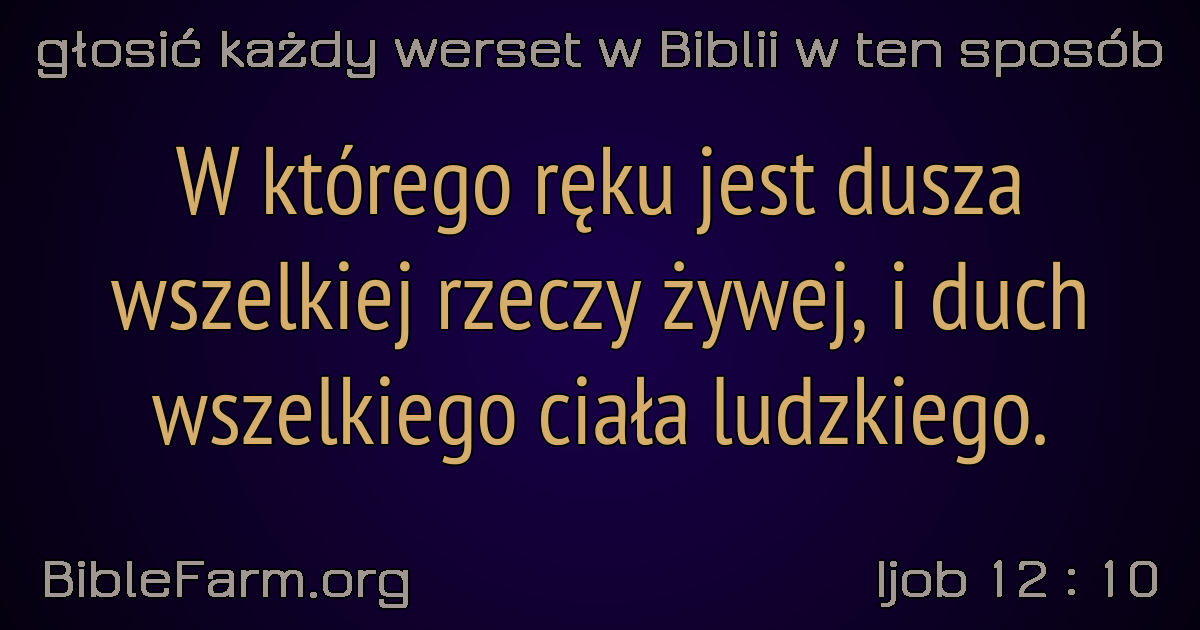 głosić każdy werset w Biblii w ten sposób
W którego ręku jest dusza
wszelkiej rzeczy żywej, i duch
wszelkiego ciała ludzkiego.
BibleFarm.org
Ijob 12 : 10